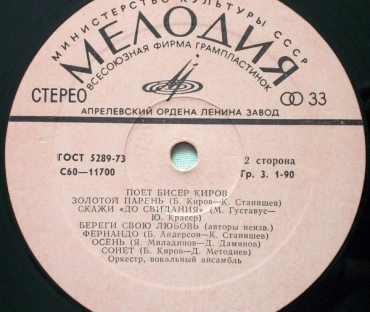 МИНИСТЕРСТВО КУЛЬТУРЫ СССР
МЕЛОДИЯ
ВСЕСОЮЗНАЯ ФИРМА ГРАМПЛАСТИНОК
СТЕРЕО
33
АПРЕЛЕВСКИЙ ОРДЕНА ЛЕНИНА ЗАВОД
ГОСТ 5289-73
2 сторона
С60—11700
Гр. 3. 1-90
ПОЕТ БИСЕР КИРОВ
ЗОЛОТОЙ ПАРЕНЬ (Б. Киров—К. Станишев)
СКАЖИ «ДО СВИДАНИЯ» (М. Густавус—
Ю. Красер)
БЕРЕГИ СВОЮ ЛЮБОВЬ (авторы неизв.)
ФЕРНАНДО (Б. Андерсон—К. Станишев)
ОСЕНЬ (Я. Миладинов—Д. Дамянов)
СОНЕТ (Б. Киров—Д. Методиев)
Оркестр, вокальный ансамбль